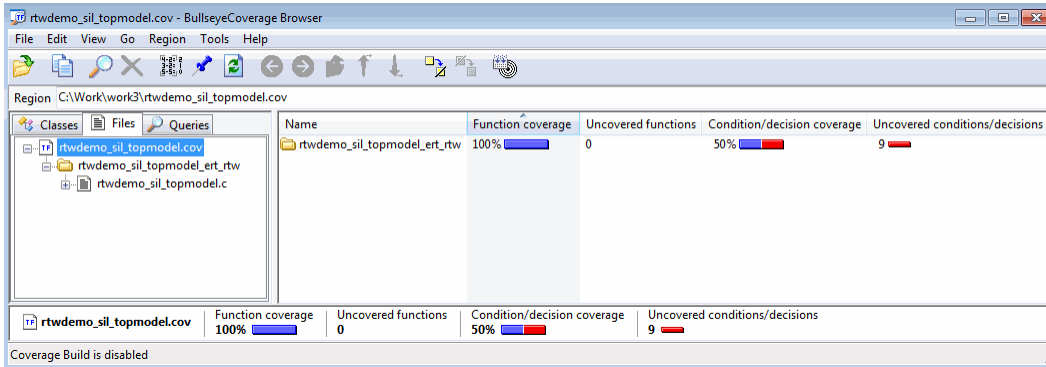 rtwdemo_sil_topmodel.cov - BullseyeCoverage Browser
File Edit View Go Region Tools Help
Region C:\Work\work3\rtwdemo_sil_topmodel.cov
Classes Files Queries
Name Function coverage Uncovered functions Condition/decision coverage Uncovered conditions/decisions
TF rtwdemo_sil_topmodel.cov
rtwdemo_sil_topmodel_ert_rtw 100% 0 50% 9
rtwdemo_sil_topmodel_ert_rtw
rtwdemo_sil_topmodel.c
TF rtwdemo_sil_topmodel.cov
Function coverage Uncovered functions Condition/decision coverage Uncovered conditions/decisions
100% 0 50% 9
Coverage Build is disabled